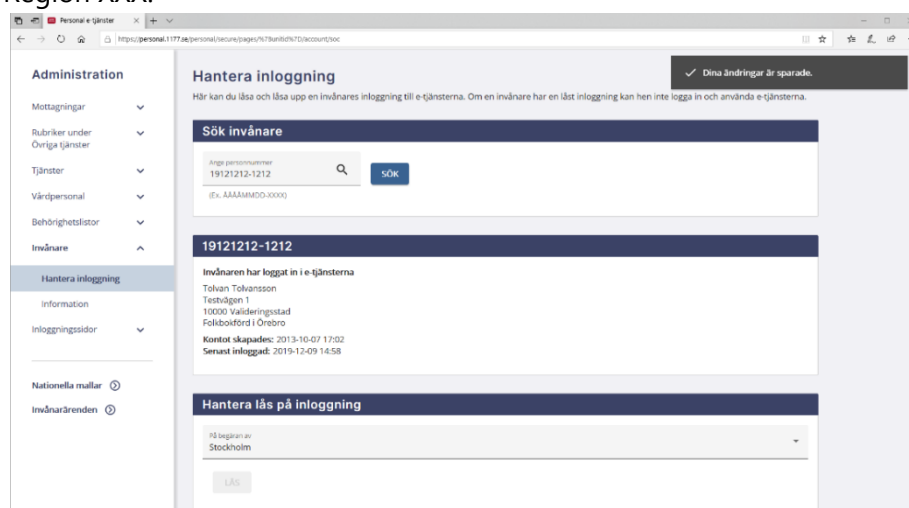 Region XXX.
Personal e-tjänster
https://personal.1177.se/personal/secure/pages/%7Bunitid%7D/account/soc
Administration
Mottagningar
Rubriker under
Övriga tjänster
Tjänster
Vårdpersonal
Behörighetslistor
Invånare
Hantera inloggning
Information
Inloggningssidor
Nationella mallar
Invånarärenden
Hantera inloggning
Dina ändringar är sparade.
Här kan du låsa och låsa upp en invånares inloggning till e-tjänsterna. Om en invånare har en låst inloggning kan hen inte logga in och använda e-tjänsterna.
Sök invånare
Ange personnummer
19121212-1212
SÖK
(Ex. ÅÅÅÅMMDD-XXXX)
19121212-1212
Invånaren har loggat in i e-tjänsterna
Tolvan Tolvansson
Testvägen 1
10000 Valideringsstad
Folkbokförd i Örebro
Kontot skapades: 2013-10-07 17:02
Senast inloggad: 2019-12-09 14:58
Hantera lås på inloggning
På begäran av
Stockholm
LÅS